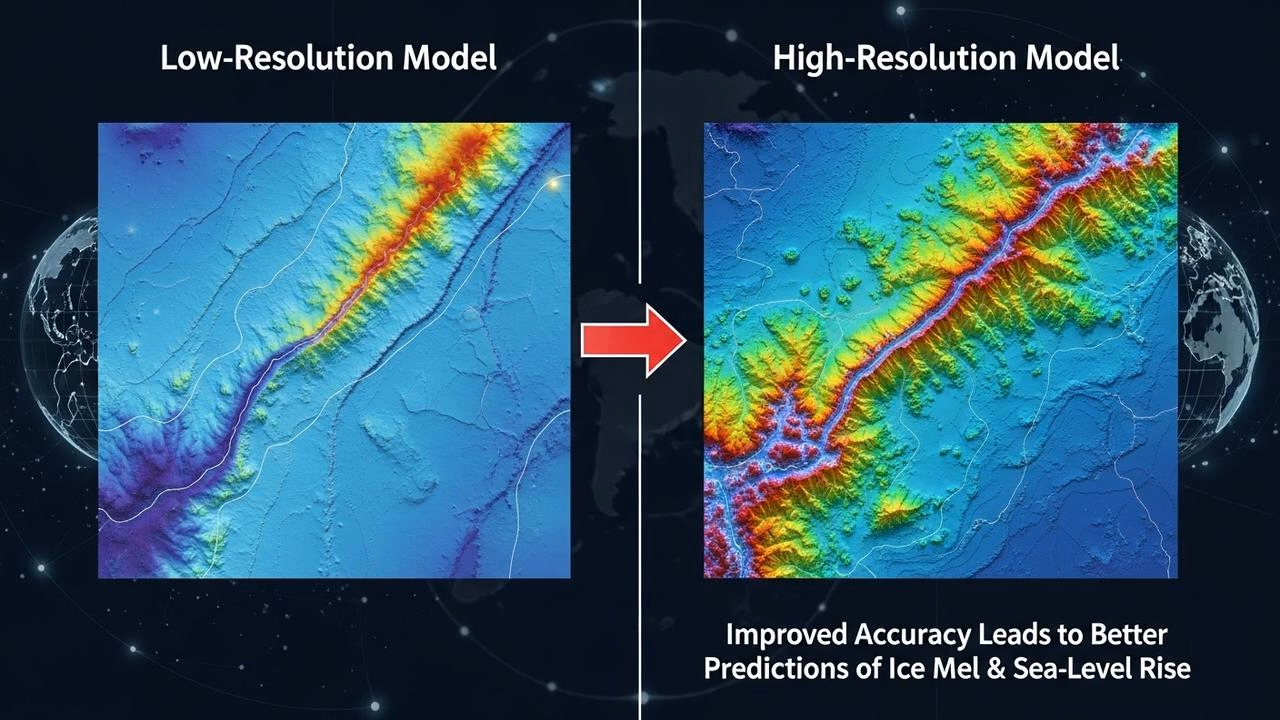 Low-Resolution Model
High-Resolution Model
Improved Accuracy Leads to Better
Predictions of Ice Mel & Sea-Level Rise